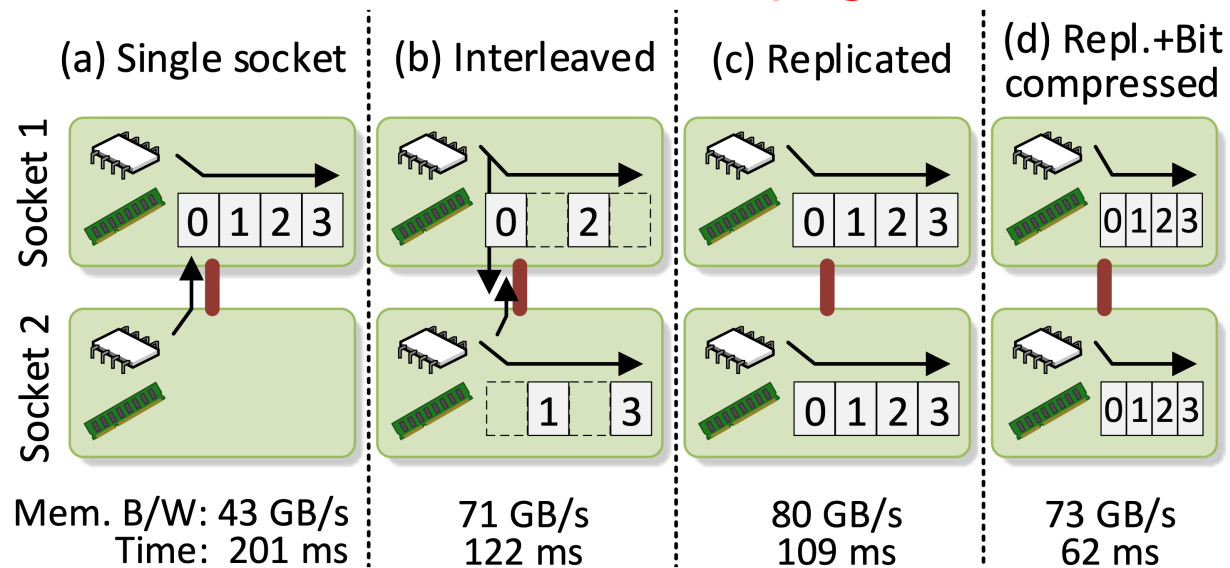 (a) Single socket
(b) Interleaved
(c) Replicated
(d) Repl.+Bit
compressed
Socket 1
0 1 2 3
0 2
0 1 2 3
0 1 2 3
Socket 2
1 3
0 1 2 3
0 1 2 3
Mem. B/W: 43 GB/s
Time: 201 ms
71 GB/s
122 ms
80 GB/s
109 ms
73 GB/s
62 ms